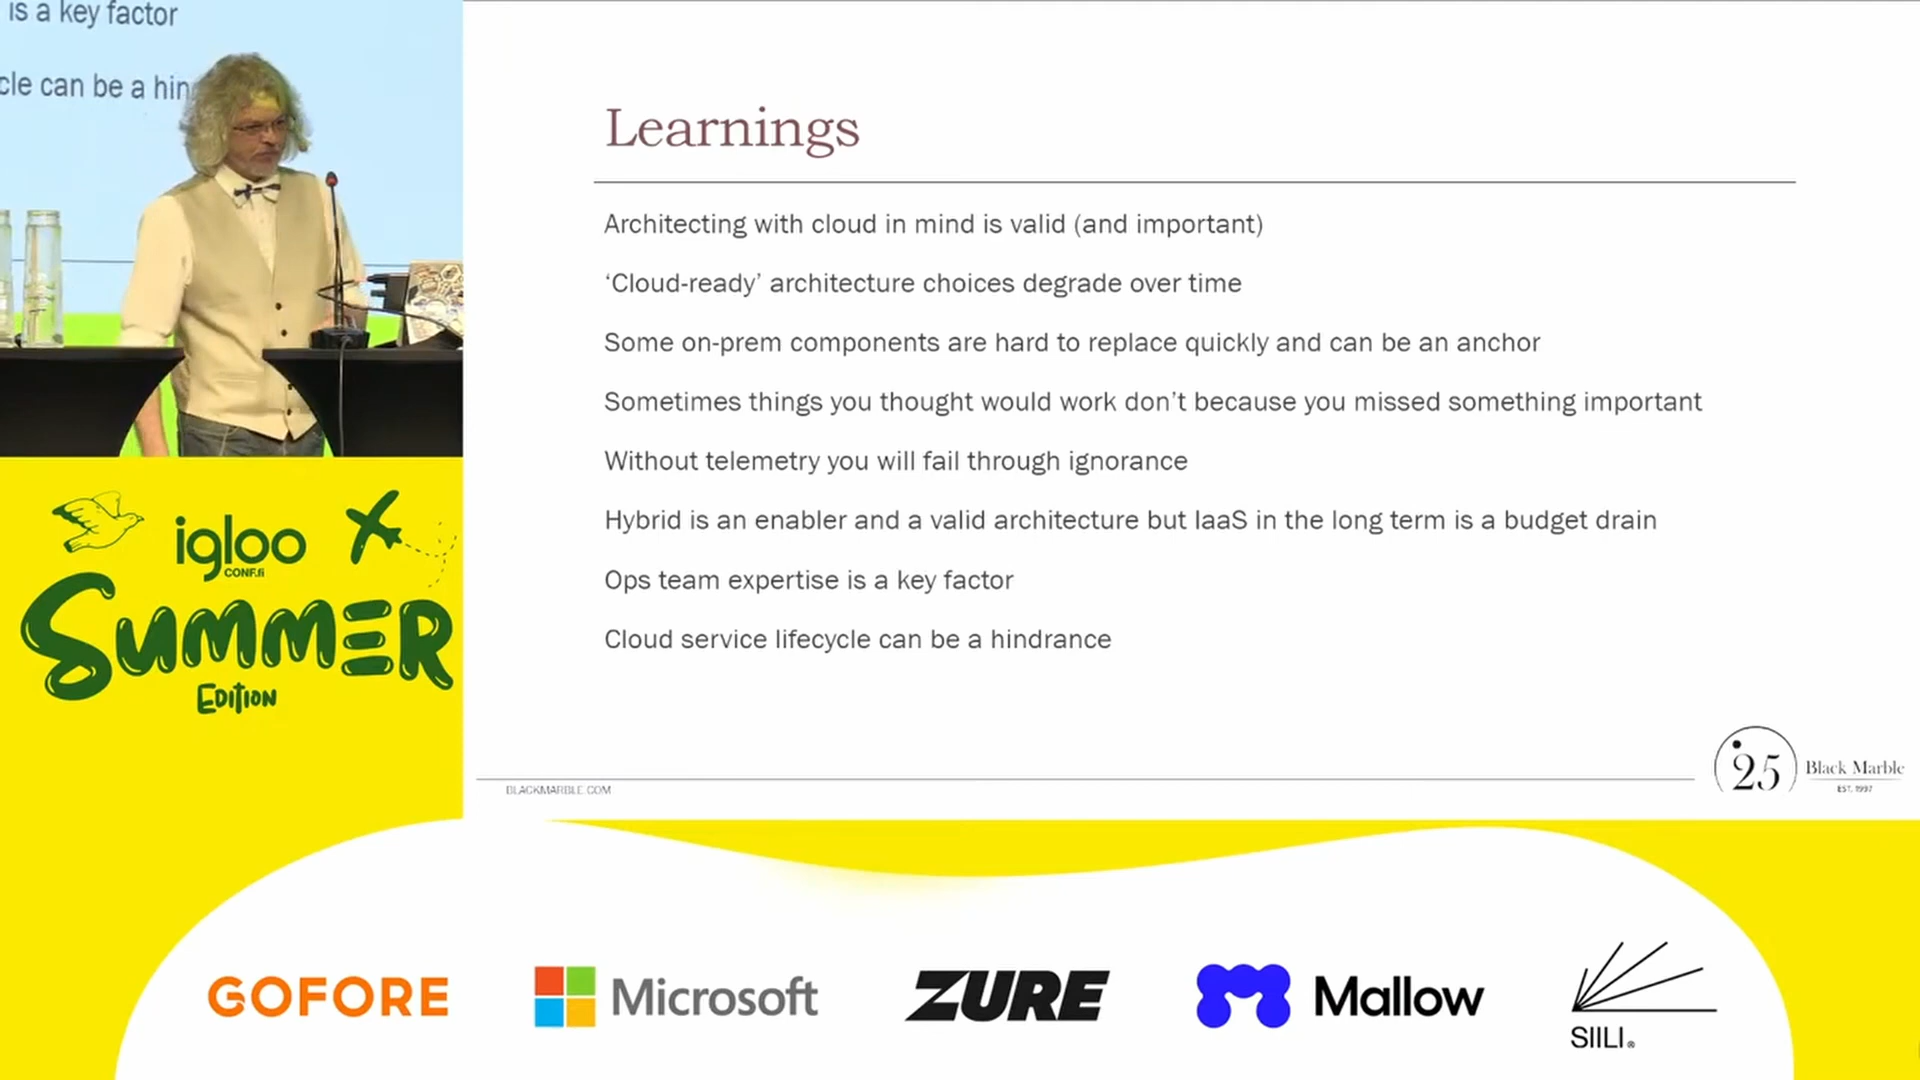 is a key factor
cle can be a hin
Learnings
Architecting with cloud in mind is valid (and important)
‘Cloud-ready’ architecture choices degrade over time
Some on-prem components are hard to replace quickly and can be an anchor
Sometimes things you thought would work don’t because you missed something important
Without telemetry you will fail through ignorance
Hybrid is an enabler and a valid architecture but IaaS in the long term is a budget drain
Ops team expertise is a key factor
Cloud service lifecycle can be a hindrance
BLACKMARBLE.COM
25
Black Marble
EST. 1997
igloo
CONF.fi
SUMMER
EDITION
GOFORE
Microsoft
ZURE
Mallow
SIILI®